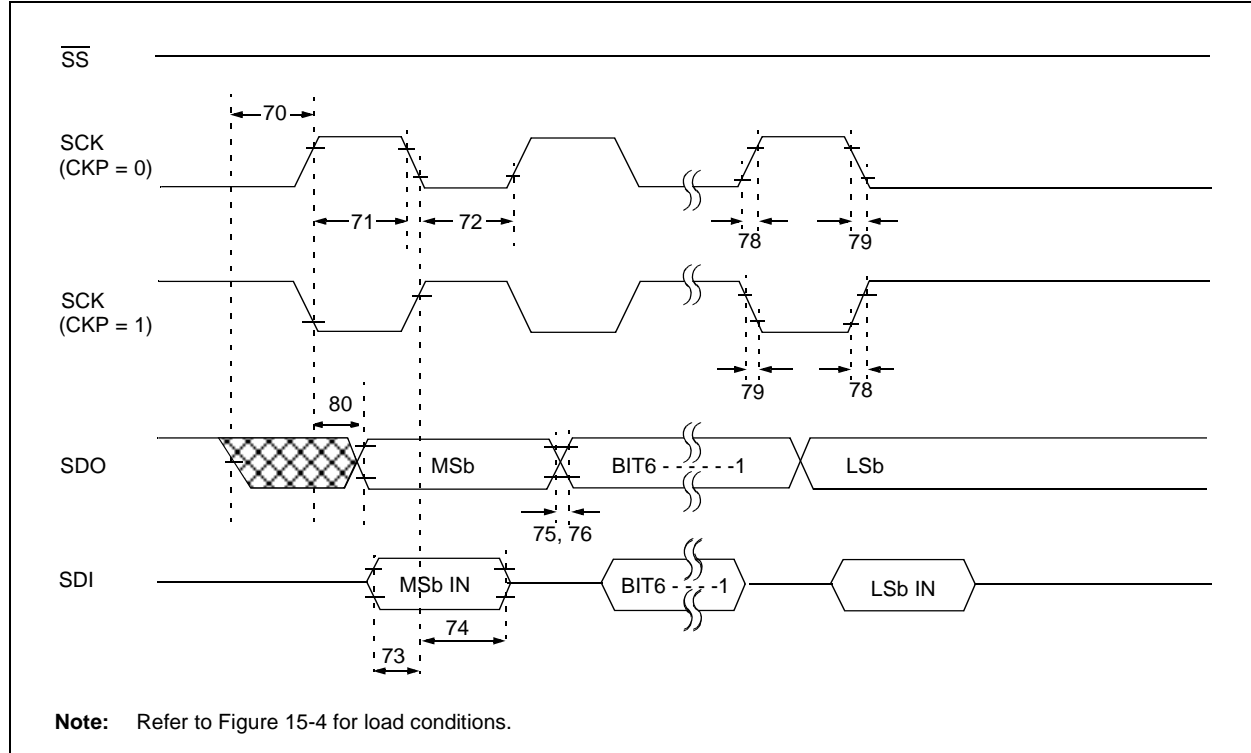 SS
70
SCK
(CKP = 0)
71
72
78
79
SCK
(CKP = 1)
79
78
80
SDO
MSb
BIT6 - - - - - -1
LSb
75, 76
SDI
MSb IN
BIT6 - - - - -1
LSb IN
74
73
Note: Refer to Figure 15-4 for load conditions.